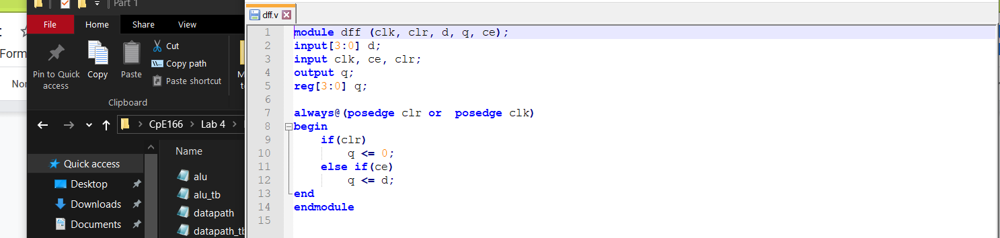 Part 1
File Home Share View
Form
Nor
Pin to Quick access
Copy
Paste
Cut
Copy path
Paste shortcut
M
t
Clipboard
CpE166 > Lab 4 >
Quick access
Desktop
Downloads
Documents
Name
alu
alu_tb
datapath
datapath_tb
dff.v
1 module dff (clk, clr, d, q, ce);
2 input[3:0] d;
3 input clk, ce, clr;
4 output q;
5 reg[3:0] q;
6
7 always@(posedge clr or  posedge clk)
8 begin
9     if(clr)
10         q <= 0;
11     else if(ce)
12         q <= d;
13 end
14 endmodule
15